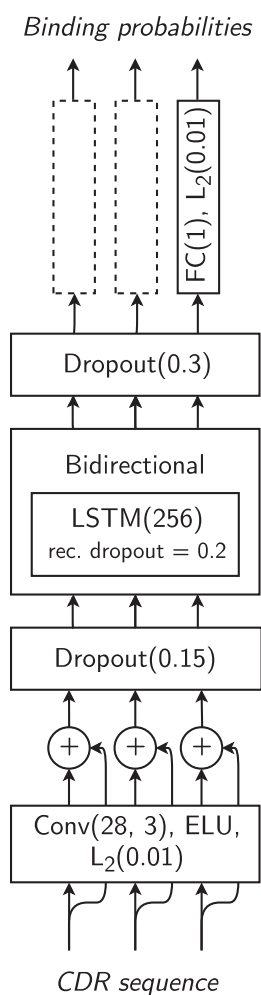 Binding probabilities
FC(1), L₂(0.01)
Dropout(0.3)
Bidirectional
LSTM(256)
rec. dropout = 0.2
Dropout(0.15)
+ + +
Conv(28, 3), ELU,
L₂(0.01)
CDR sequence